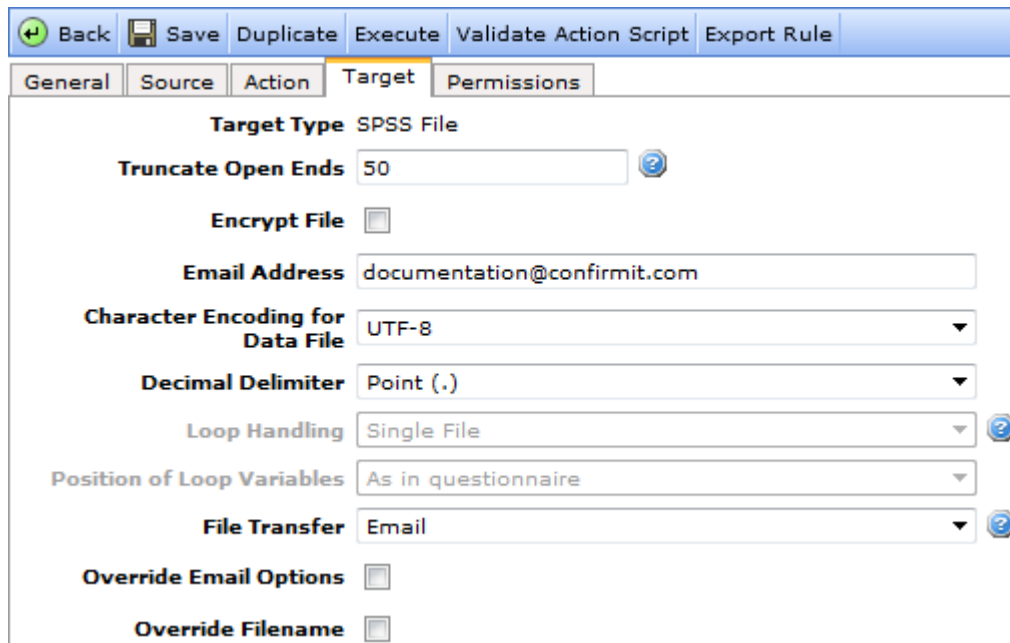 Back Save Duplicate Execute Validate Action Script Export Rule
General Source Action Target Permissions
Target Type SPSS File
Truncate Open Ends 50
Encrypt File
Email Address documentation@confirmit.com
Character Encoding for
Data File UTF-8
Decimal Delimiter Point (.)
Loop Handling Single File
Position of Loop Variables As in questionnaire
File Transfer Email
Override Email Options
Override Filename